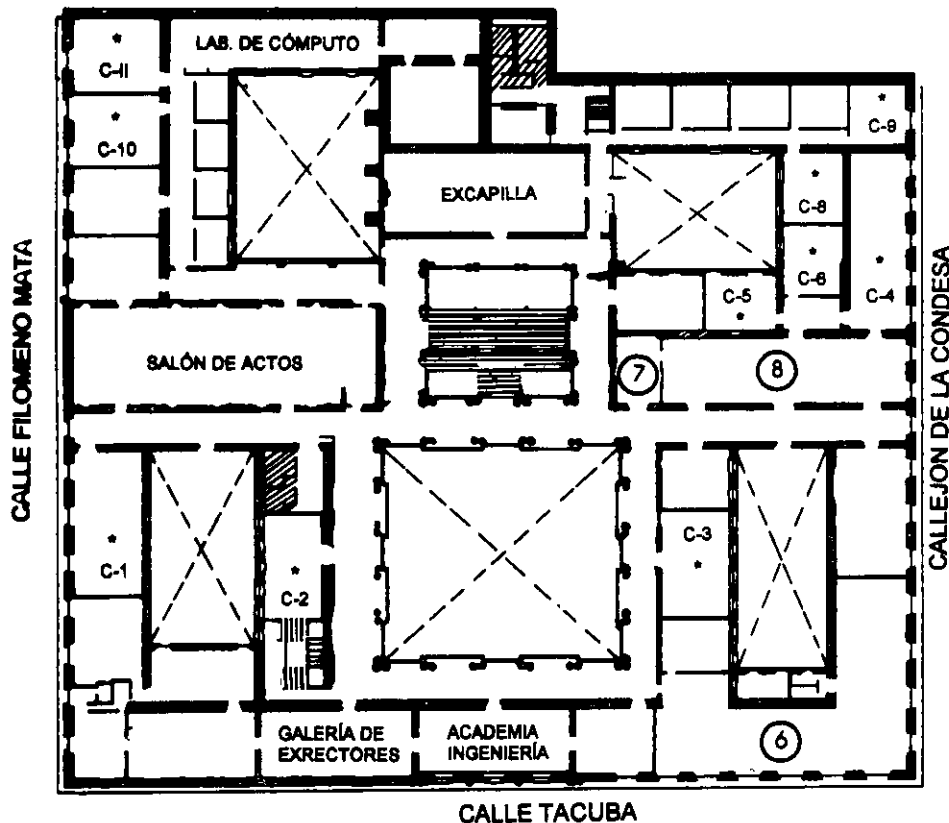 LAB. DE CÓMPUTO
C-11
C-10
C-9
EXCAPILLA
C-8
C-6
C-5
C-4
CALLE FILOMENO MATA
SALÓN DE ACTOS
7
8
CALLEJON DE LA CONDESA
C-1
C-2
C-3
GALERÍA DE
EXRECTORES
ACADEMIA
INGENIERÍA
6
CALLE TACUBA